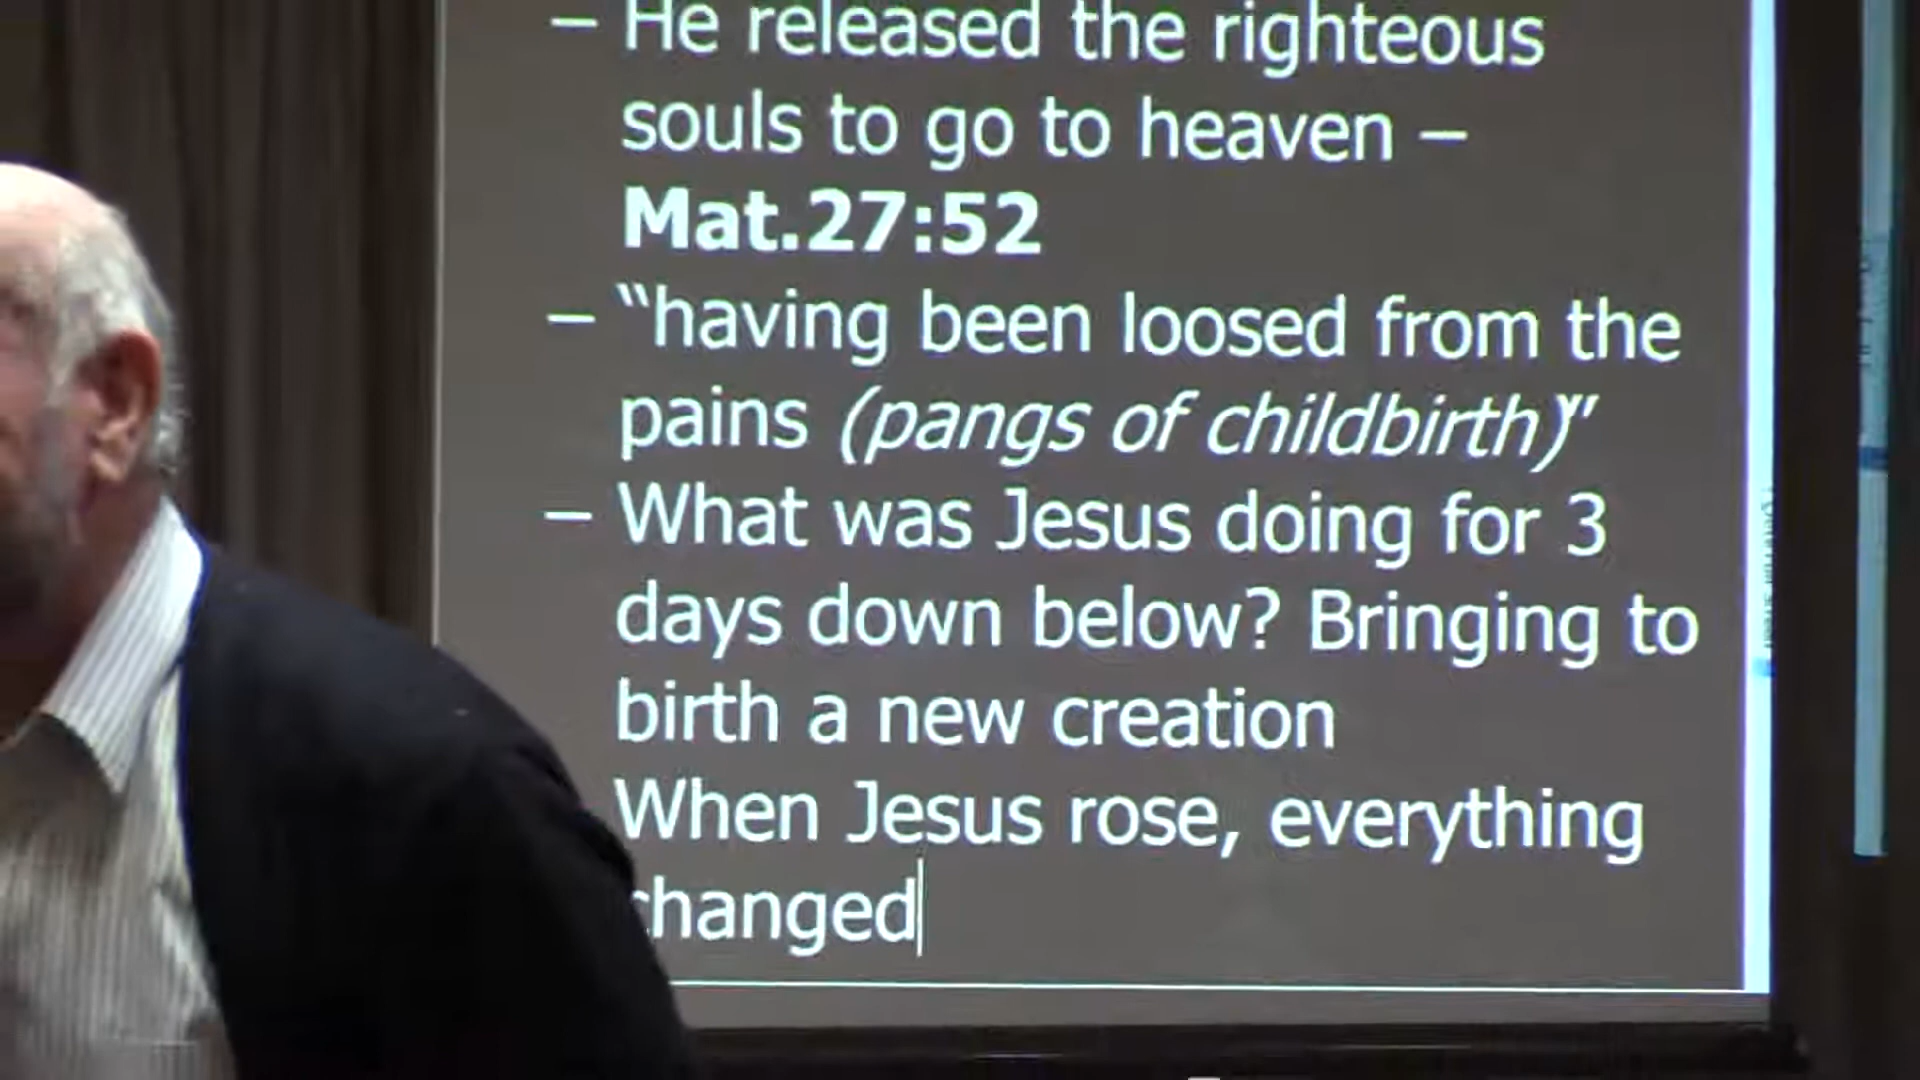 – He released the righteous
souls to go to heaven –
Mat.27:52
– “having been loosed from the
pains (pangs of childbirth)”
– What was Jesus doing for 3
days down below? Bringing to
birth a new creation
When Jesus rose, everything
changed